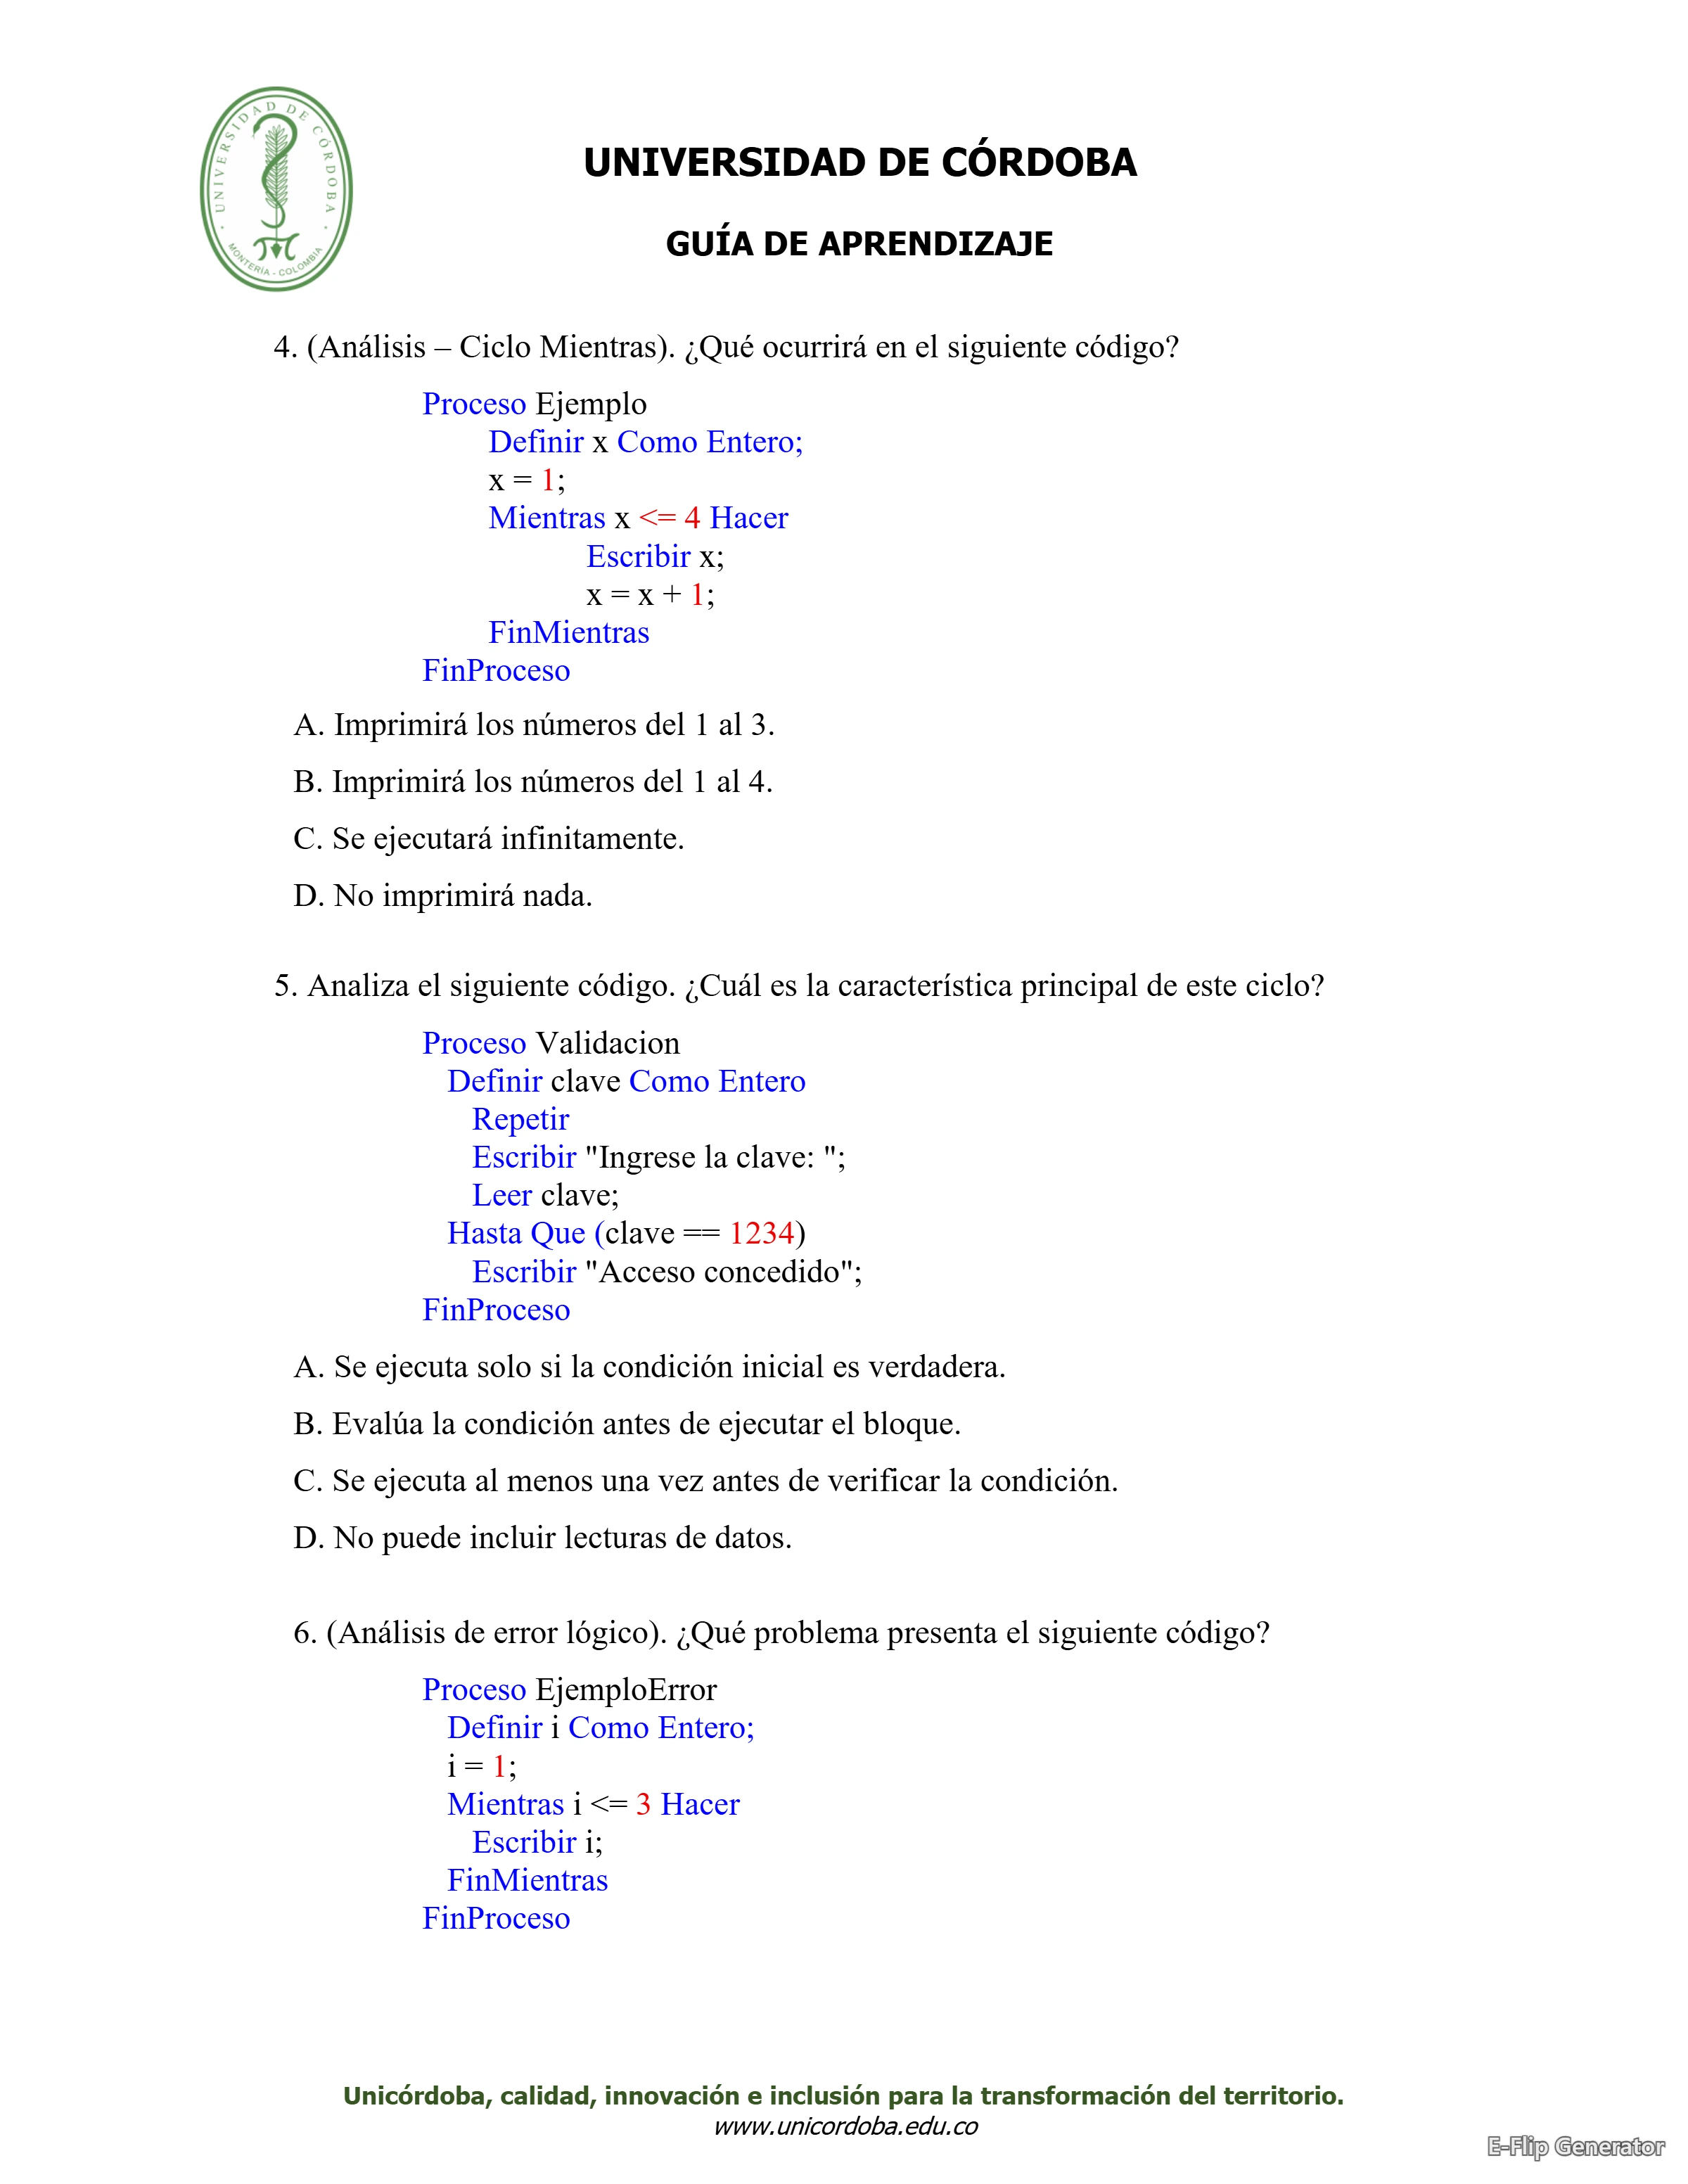 UNIVERSIDAD DE CÓRDOBA
MONTERÍA - COLOMBIA
UNIVERSIDAD DE CÓRDOBA
GUÍA DE APRENDIZAJE
4. (Análisis – Ciclo Mientras). ¿Qué ocurrirá en el siguiente código?
Proceso Ejemplo
Definir x Como Entero;
x = 1;
Mientras x <= 4 Hacer
Escribir x;
x = x + 1;
FinMientras
FinProceso
A. Imprimirá los números del 1 al 3.
B. Imprimirá los números del 1 al 4.
C. Se ejecutará infinitamente.
D. No imprimirá nada.
5. Analiza el siguiente código. ¿Cuál es la característica principal de este ciclo?
Proceso Validacion
Definir clave Como Entero
Repetir
Escribir "Ingrese la clave: ";
Leer clave;
Hasta Que (clave == 1234)
Escribir "Acceso concedido";
FinProceso
A. Se ejecuta solo si la condición inicial es verdadera.
B. Evalúa la condición antes de ejecutar el bloque.
C. Se ejecuta al menos una vez antes de verificar la condición.
D. No puede incluir lecturas de datos.
6. (Análisis de error lógico). ¿Qué problema presenta el siguiente código?
Proceso EjemploError
Definir i Como Entero;
i = 1;
Mientras i <= 3 Hacer
Escribir i;
FinMientras
FinProceso
Unicórdoba, calidad, innovación e inclusión para la transformación del territorio.
www.unicordoba.edu.co
E-Flip Generator